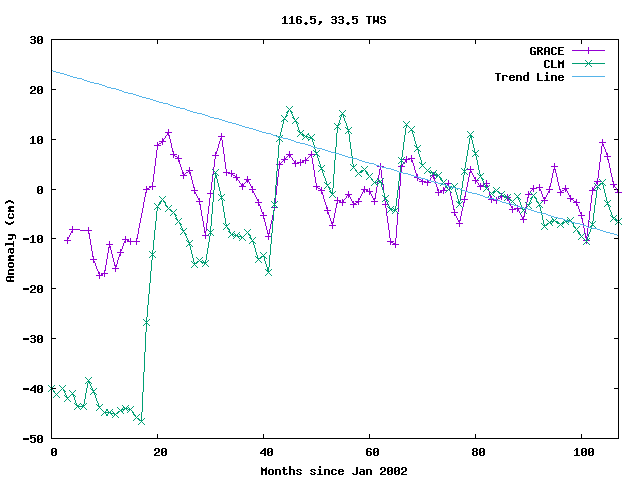 116.5, 33.5 TWS
GRACE
CLM
Trend Line
30
20
10
0
-10
-20
-30
-40
-50
Anomaly (cm)
0 20 40 60 80 100
Months since Jan 2002